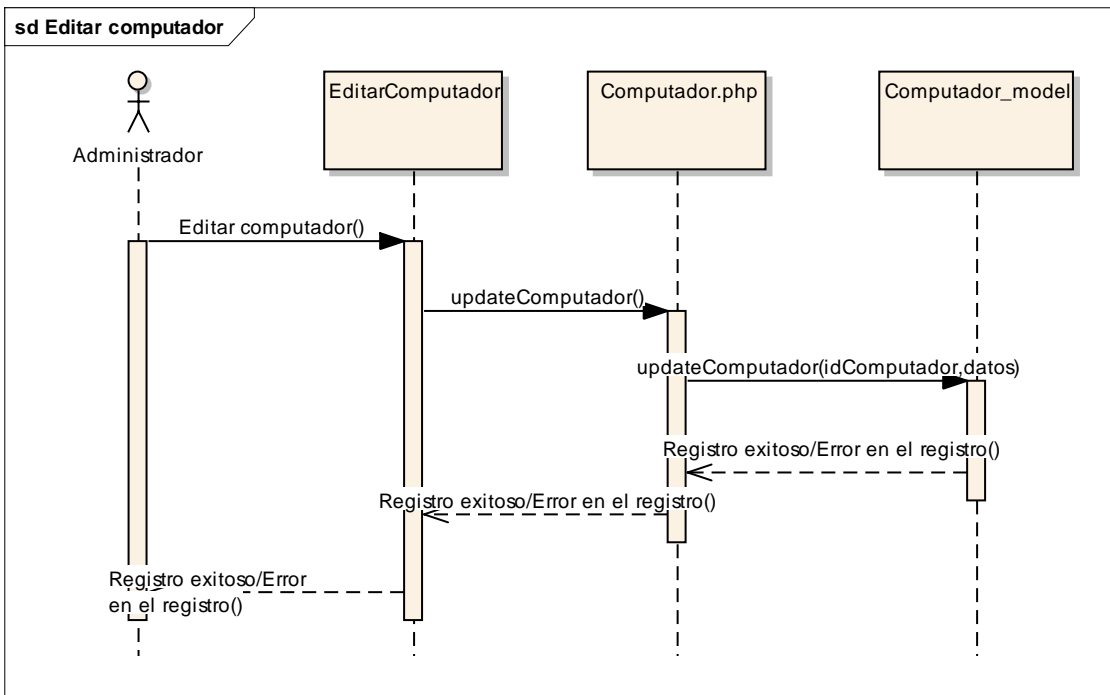 sd Editar computador
EditarComputador
Computador.php
Computador_model
Administrador
Editar computador()
updateComputador()
updateComputador(idComputador,datos)
Registro exitoso/Error en el registro()
Registro exitoso/Error en el registro()
Registro exitoso/Error
en el registro()